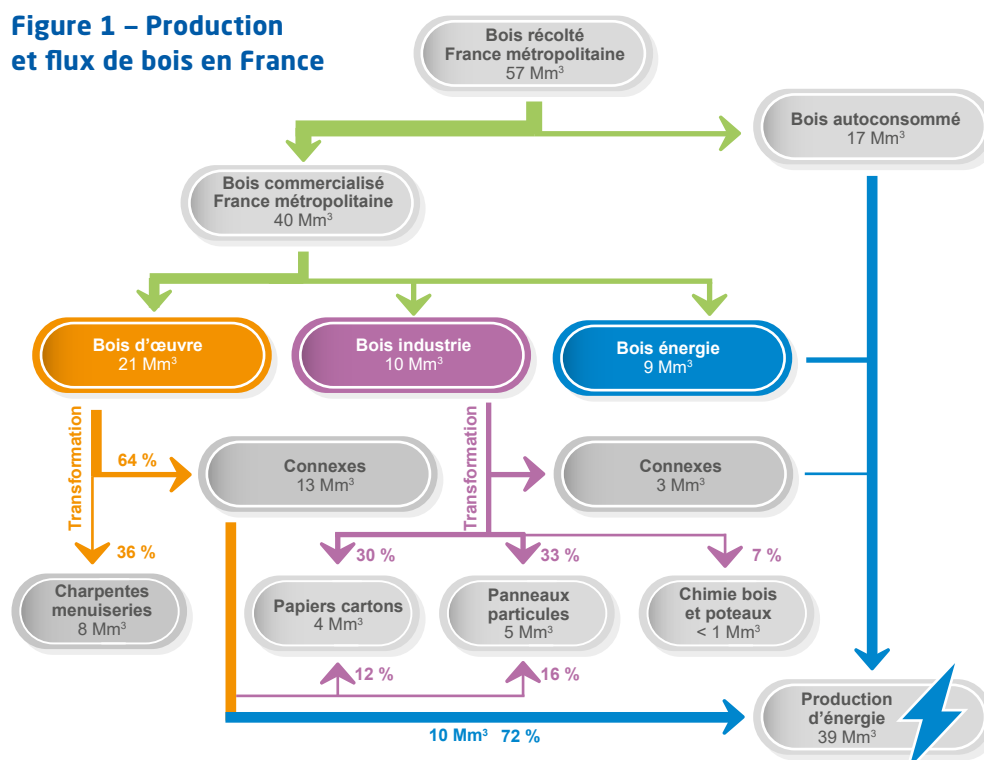 Figure 1 – Production
et flux de bois en France
Bois récolté
France métropolitaine
57 Mm³
Bois autoconsommé
17 Mm³
Bois commercialisé
France métropolitaine
40 Mm³
Bois d'œuvre
21 Mm³
Bois industrie
10 Mm³
Bois énergie
9 Mm³
Transformation
64 %
Connexes
13 Mm³
Transformation
Connexes
3 Mm³
36 %
30 %
33 %
7 %
Charpentes
menuiseries
8 Mm³
Papiers cartons
4 Mm³
Panneaux
particules
5 Mm³
Chimie bois
et poteaux
< 1 Mm³
12 %
16 %
10 Mm³ 72 %
Production
d'énergie
39 Mm³